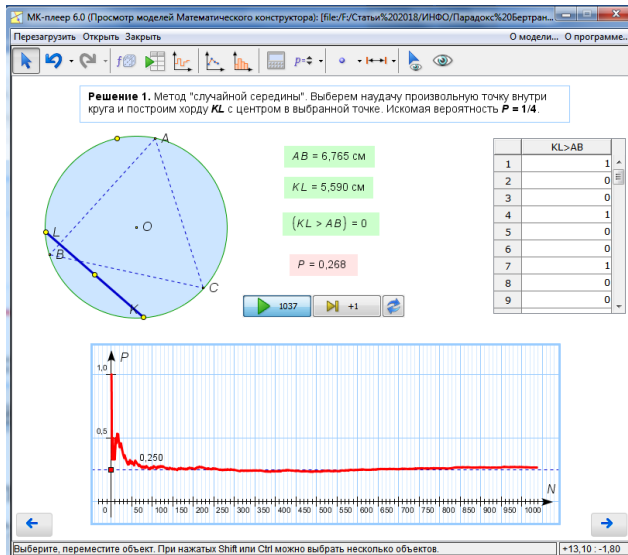 МК-плеер 6.0 (Просмотр моделей Математического конструктора): [file:/F:/Статьи%202018/ИНФО/Парадокс%20Бертран...
Перезагрузить Открыть Закрыть О модели... О программе..
P=
Решение 1. Метод "случайной середины". Выберем наудачу произвольную точку внутри
круга и построим хорду KL с центром в выбранной точке. Искомая вероятность P = 1/4.
A
O
L
B
C
K
AB = 6,765 см
KL = 5,590 см
(KL > AB) = 0
P = 0,268
1037 +1
KL>AB
1 1
2 0
3 0
4 1
5 0
6 0
7 1
8 0
9 0
P
1,0
0,5
0,250
N
0 50 100 150 200 250 300 350 400 450 500 550 600 650 700 750 800 850 900 950 1000
Выберите, переместите объект. При нажатых Shift или Ctrl можно выбрать несколько объектов. +13,10 : -1,80